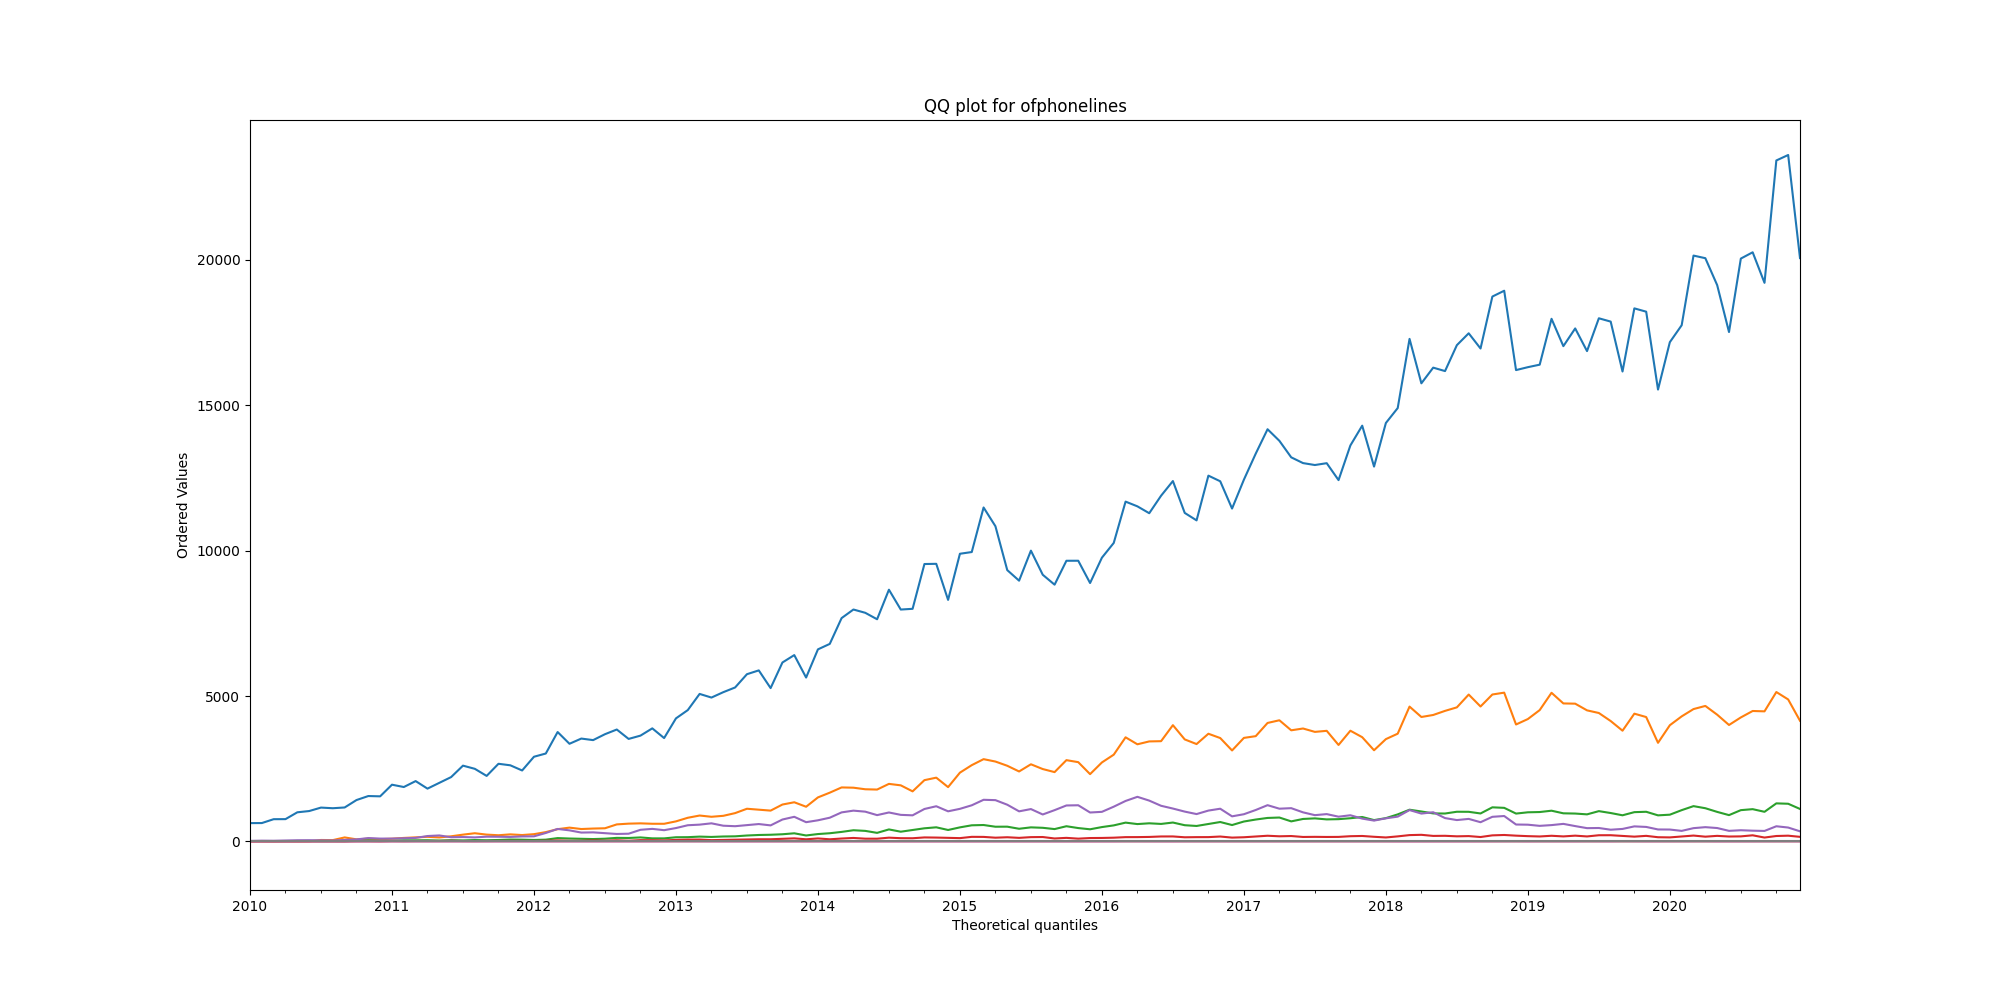 QQ plot for ofphonelines
Ordered Values
20000
15000
10000
5000
0
2010 2011 2012 2013 2014 2015 2016 2017 2018 2019 2020
Theoretical quantiles